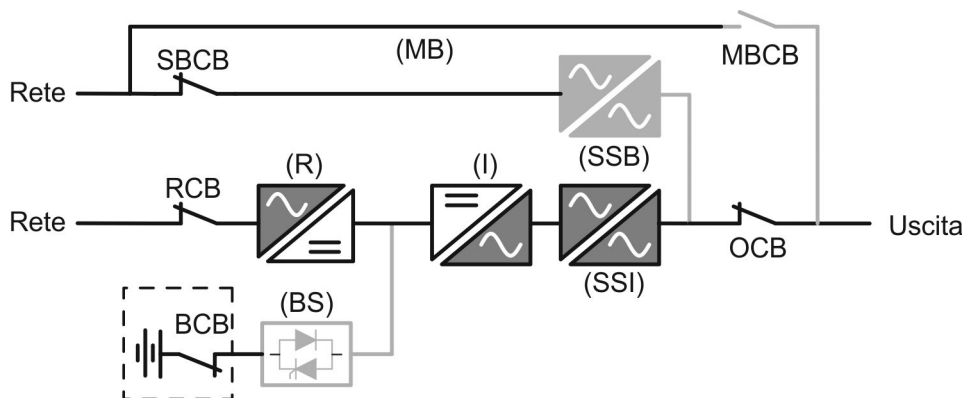 (MB)
MBCB
SBCB
Rete
(SSB)
(R)
(I)
RCB
Rete
Uscita
OCB
(SSI)
(BS)
BCB